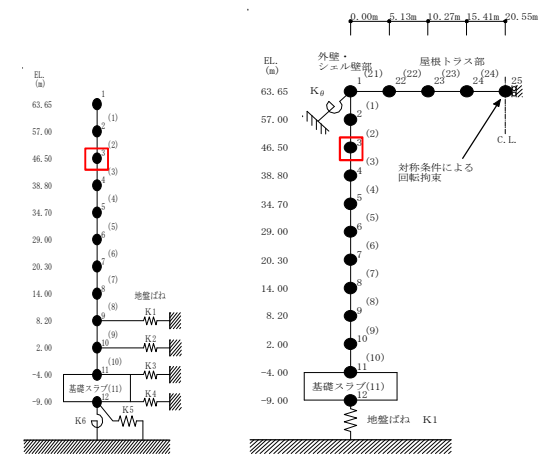 EL.
(m)
63.65
57.00
46.50
38.80
34.70
29.00
20.30
14.00
8.20
2.00
-4.00
-9.00
1
(1)
2
(2)
3
(3)
4
(4)
5
(5)
6
(6)
7
(7)
8
(8)
9
(9)
10
(10)
11
基礎スラブ(11)
12
地盤ばね
K1
K2
K3
K4
K5
K6
0.00m 5.13m 10.27m 15.41m 20.55m
EL.
(m)
外壁・
シェル壁部
屋根トラス部
1 (21) 22 (22) 23 (23) 24 (24) 25
Kθ
C.L.
対称条件による
回転拘束
63.65
57.00
46.50
38.80
34.70
29.00
20.30
14.00
8.20
2.00
-4.00
-9.00
(1)
2
(2)
3
(3)
4
(4)
5
(5)
6
(6)
7
(7)
8
(8)
9
(9)
10
(10)
11
基礎スラブ(11)
12
地盤ばね K1